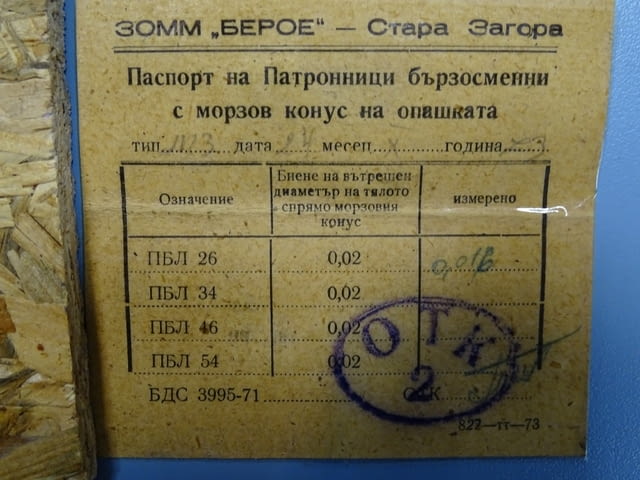 ЗОММ „БЕРОЕ" — Стара Загора
Паспорт на Патронници бързосменни
с морзов конус на опашката
тип........ дата........ месец........ година........
Означение
Биене на вътрешен диаметър на тялото спрямо морзовия конус
измерено
ПБЛ 26 0,02 0,016
ПБЛ 34 0,02
ПБЛ 46 0,02
ПБЛ 54 0,02
БДС 3995-71
ОТК
ОТК
2
827—тт—73